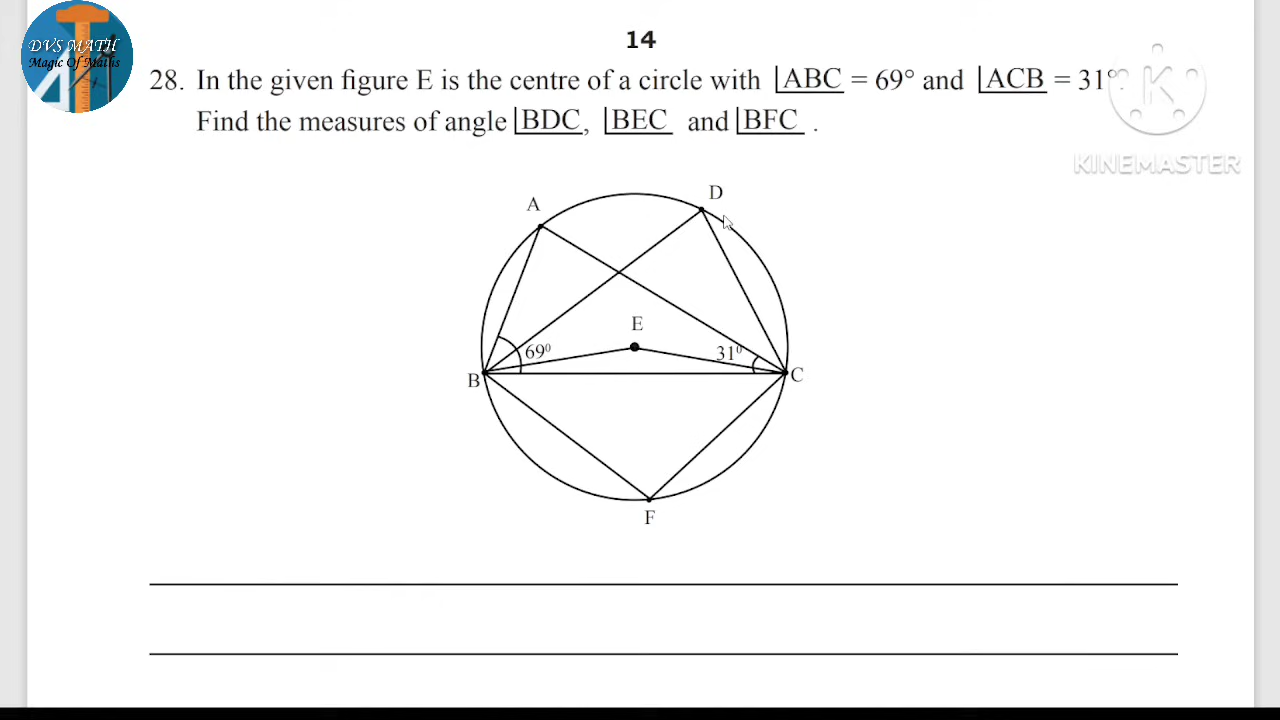 DVS MATH
Magic Of Maths
14
28. In the given figure E is the centre of a circle with ∠ABC = 69° and ∠ACB = 31°.
Find the measures of angle ∠BDC, ∠BEC and ∠BFC .
KINEMASTER
A
D
E
69⁰
31⁰
B
C
F